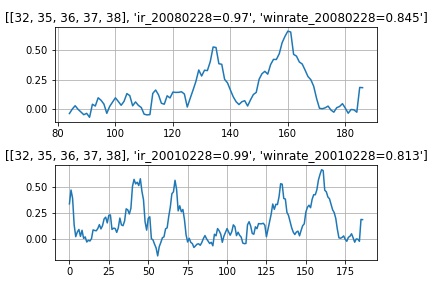 [[32, 35, 36, 37, 38], 'ir_20080228=0.97', 'winrate_20080228=0.845']
0.50
0.25
0.00
80 100 120 140 160 180
[[32, 35, 36, 37, 38], 'ir_20010228=0.99', 'winrate_20010228=0.813']
0.50
0.25
0.00
0 25 50 75 100 125 150 175